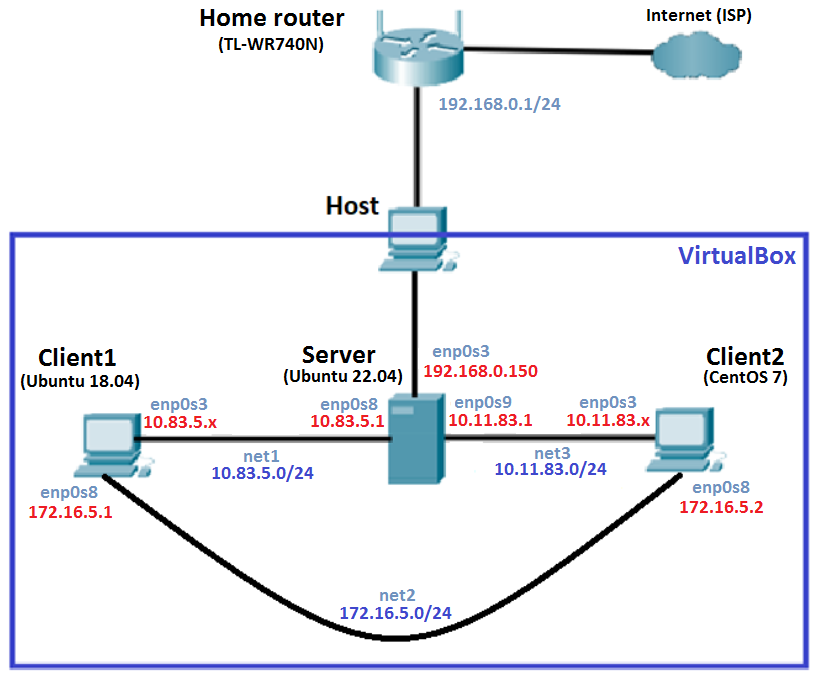 Home router
(TL-WR740N)
Internet (ISP)
192.168.0.1/24
Host
VirtualBox
Client1
(Ubuntu 18.04)
Server
(Ubuntu 22.04)
enp0s3
192.168.0.150
Client2
(CentOS 7)
enp0s3
10.83.5.x
enp0s8
10.83.5.1
enp0s9
10.11.83.1
enp0s3
10.11.83.x
net1
10.83.5.0/24
net3
10.11.83.0/24
enp0s8
172.16.5.1
enp0s8
172.16.5.2
net2
172.16.5.0/24